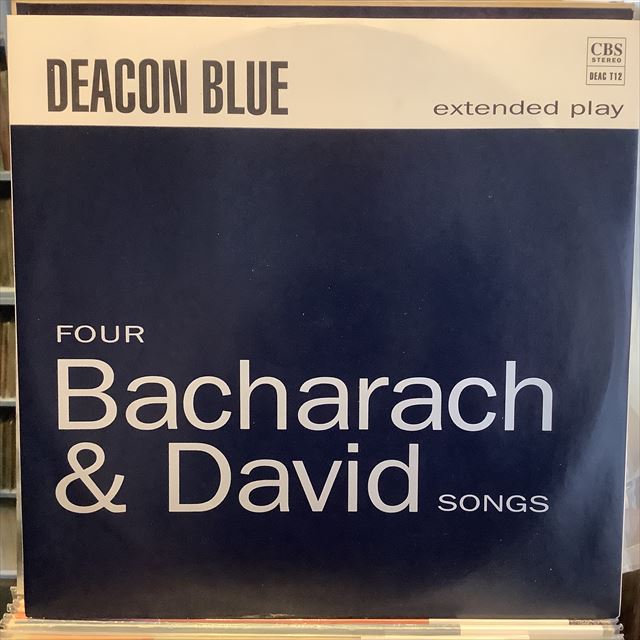 DEACON BLUE
CBS
STEREO
DEAC T12
extended play
FOUR
Bacharach
& David SONGS